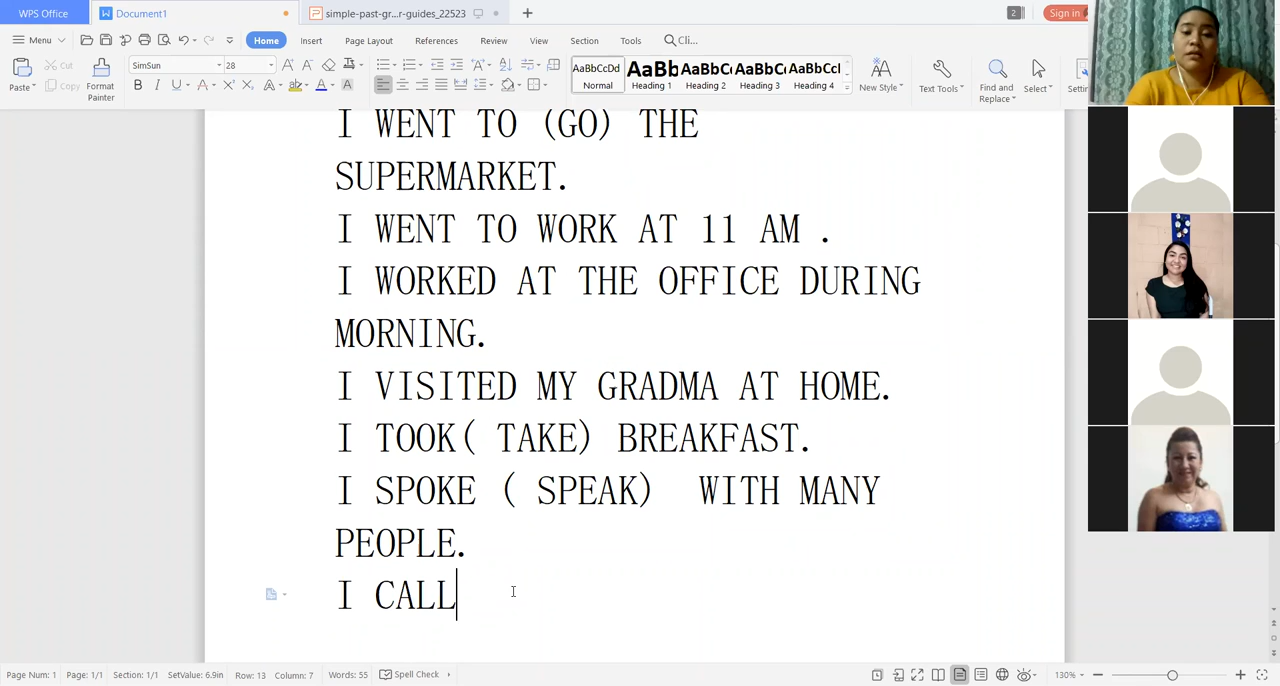 WPS Office
Document1
simple-past-gr...r-guides_22523
2
Sign in
Menu
Home
Insert
Page Layout
References
Review
View
Section
Tools
Cli...
Paste
Cut
Copy
Format Painter
SimSun
28
AaBbCcDd
Normal
AaBb
Heading 1
AaBbC
Heading 2
AaBbC
Heading 3
AaBbCcI
Heading 4
New Style
Text Tools
Find and Replace
Select
Settin
I WENT TO (GO) THE
SUPERMARKET.
I WENT TO WORK AT 11 AM .
I WORKED AT THE OFFICE DURING
MORNING.
I VISITED MY GRADMA AT HOME.
I TOOK( TAKE) BREAKFAST.
I SPOKE ( SPEAK) WITH MANY
PEOPLE.
I CALL
Page Num: 1 Page: 1/1 Section: 1/1 SetValue: 6.9in Row: 13 Column: 7 Words: 55 Spell Check 130%